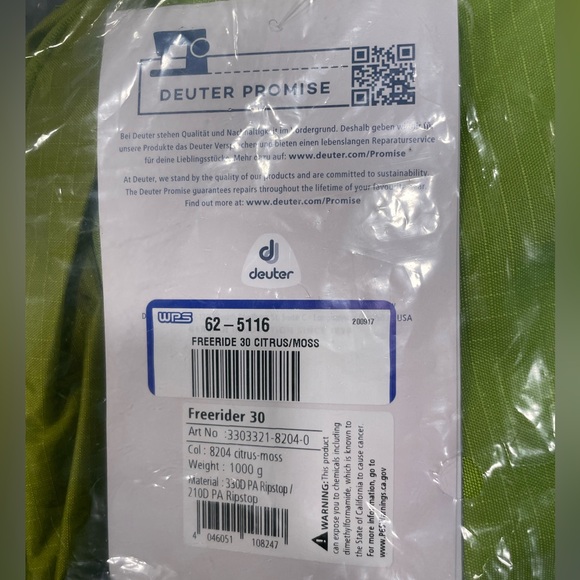 DEUTER PROMISE
Bei Deuter stehen Qualität und Nachhaltigkeit im Vordergrund. Deshalb geben wir für
unsere Produkte das Deuter Versprechen und bieten einen lebenslangen Reparaturservice
für deine Lieblingsstücke. Mehr dazu auf: www.deuter.com/Promise
At Deuter, we stand by the quality of our products and are committed to sustainability.
The Deuter Promise guarantees repairs throughout the lifetime of your favourite gear.
Find out more at: www.deuter.com/Promise
deuter
USA
WPS 62-5116 200917
FREERIDE 30 CITRUS/MOSS
Freerider 30
Art No :3303321-8204-0
Col : 8204 citrus-moss
Weight : 1000 g
Material : 330D PA Ripstop /
210D PA Ripstop
4 046051 108247
WARNING: This product
can expose you to chemicals including
dimethylformamide, which is known to
the State of California to cause cancer.
For more information, go to